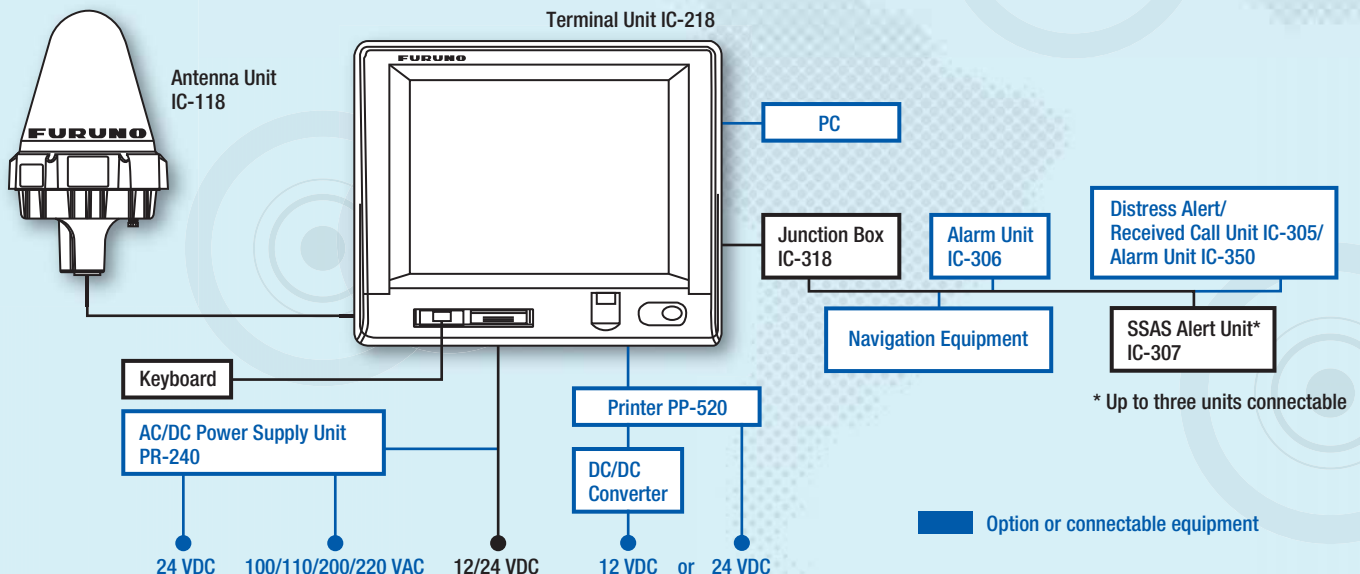 Terminal Unit IC-218
Antenna Unit
IC-118
FURUNO
FURUNO
PC
Junction Box
IC-318
Alarm Unit
IC-306
Distress Alert/
Received Call Unit IC-305/
Alarm Unit IC-350
Navigation Equipment
SSAS Alert Unit*
IC-307
* Up to three units connectable
Keyboard
Printer PP-520
AC/DC Power Supply Unit
PR-240
DC/DC
Converter
Option or connectable equipment
24 VDC
100/110/200/220 VAC
12/24 VDC
12 VDC or 24 VDC